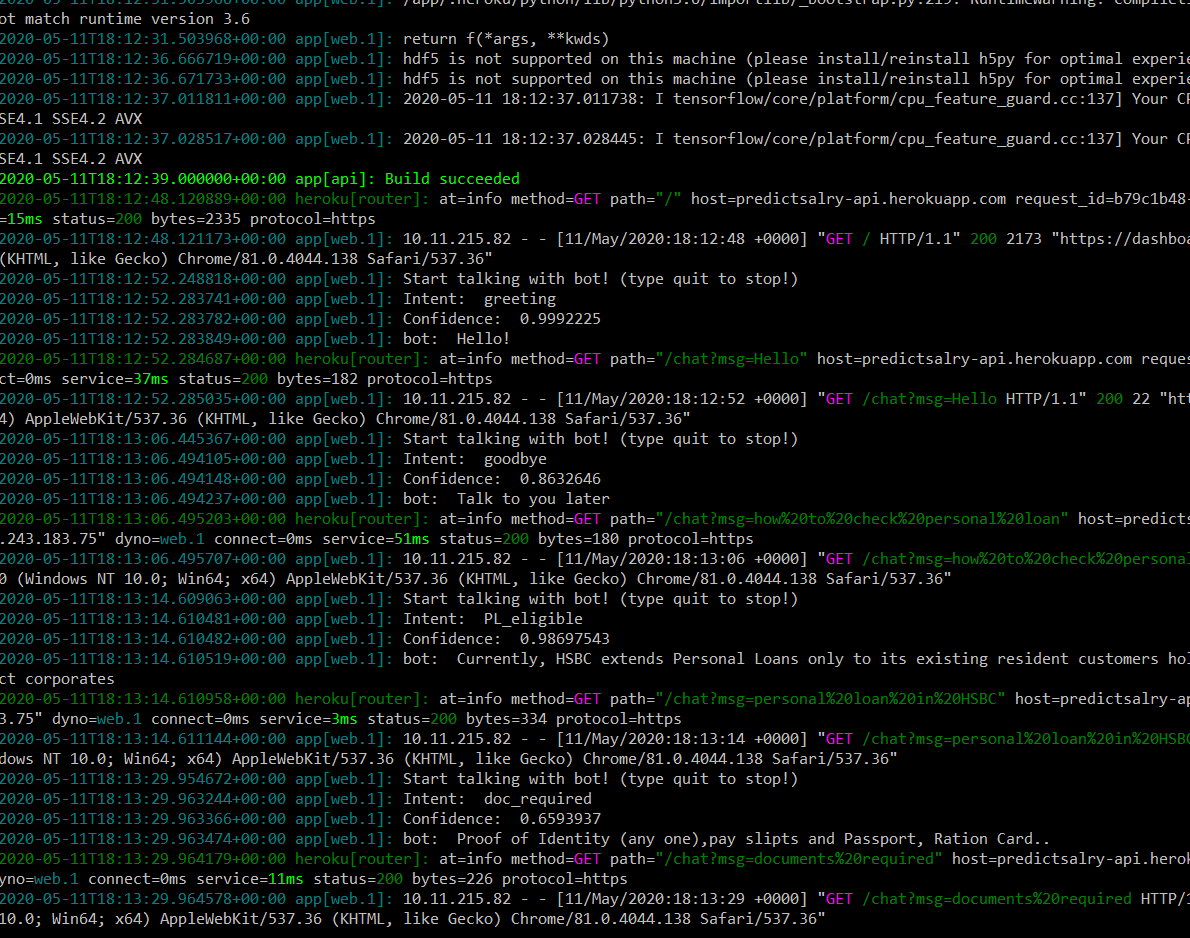 ot match runtime version 3.6
2020-05-11T18:12:31.503968+00:00 app[web.1]: return f(*args, **kwds)
2020-05-11T18:12:36.666719+00:00 app[web.1]: hdf5 is not supported on this machine (please install/reinstall h5py for optimal experie
2020-05-11T18:12:36.671733+00:00 app[web.1]: hdf5 is not supported on this machine (please install/reinstall h5py for optimal experie
2020-05-11T18:12:37.011811+00:00 app[web.1]: 2020-05-11 18:12:37.011738: I tensorflow/core/platform/cpu_feature_guard.cc:137] Your CP
SE4.1 SSE4.2 AVX
2020-05-11T18:12:37.028517+00:00 app[web.1]: 2020-05-11 18:12:37.028445: I tensorflow/core/platform/cpu_feature_guard.cc:137] Your CP
SE4.1 SSE4.2 AVX
2020-05-11T18:12:39.000000+00:00 app[api]: Build succeeded
2020-05-11T18:12:48.120889+00:00 heroku[router]: at=info method=GET path="/" host=predictsalry-api.herokuapp.com request_id=b79c1b48-
=15ms status=200 bytes=2335 protocol=https
2020-05-11T18:12:48.121173+00:00 app[web.1]: 10.11.215.82 - - [11/May/2020:18:12:48 +0000] "GET / HTTP/1.1" 200 2173 "https://dashboa
(KHTML, like Gecko) Chrome/81.0.4044.138 Safari/537.36"
2020-05-11T18:12:52.248818+00:00 app[web.1]: Start talking with bot! (type quit to stop!)
2020-05-11T18:12:52.283741+00:00 app[web.1]: Intent:  greeting
2020-05-11T18:12:52.283782+00:00 app[web.1]: Confidence:  0.9992225
2020-05-11T18:12:52.283849+00:00 app[web.1]: bot:  Hello!
2020-05-11T18:12:52.284687+00:00 heroku[router]: at=info method=GET path="/chat?msg=Hello" host=predictsalry-api.herokuapp.com reques
ct=0ms service=37ms status=200 bytes=182 protocol=https
2020-05-11T18:12:52.285035+00:00 app[web.1]: 10.11.215.82 - - [11/May/2020:18:12:52 +0000] "GET /chat?msg=Hello HTTP/1.1" 200 22 "htt
4) AppleWebKit/537.36 (KHTML, like Gecko) Chrome/81.0.4044.138 Safari/537.36"
2020-05-11T18:13:06.445367+00:00 app[web.1]: Start talking with bot! (type quit to stop!)
2020-05-11T18:13:06.494105+00:00 app[web.1]: Intent:  goodbye
2020-05-11T18:13:06.494148+00:00 app[web.1]: Confidence:  0.8632646
2020-05-11T18:13:06.494237+00:00 app[web.1]: bot:  Talk to you later
2020-05-11T18:13:06.495203+00:00 heroku[router]: at=info method=GET path="/chat?msg=how%20to%20check%20personal%20loan" host=predicts
.243.183.75" dyno=web.1 connect=0ms service=51ms status=200 bytes=180 protocol=https
2020-05-11T18:13:06.495707+00:00 app[web.1]: 10.11.215.82 - - [11/May/2020:18:13:06 +0000] "GET /chat?msg=how%20to%20check%20personal
0 (Windows NT 10.0; Win64; x64) AppleWebKit/537.36 (KHTML, like Gecko) Chrome/81.0.4044.138 Safari/537.36"
2020-05-11T18:13:14.609063+00:00 app[web.1]: Start talking with bot! (type quit to stop!)
2020-05-11T18:13:14.610481+00:00 app[web.1]: Intent:  PL_eligible
2020-05-11T18:13:14.610482+00:00 app[web.1]: Confidence:  0.98697543
2020-05-11T18:13:14.610519+00:00 app[web.1]: bot:  Currently, HSBC extends Personal Loans only to its existing resident customers hol
ct corporates
2020-05-11T18:13:14.610958+00:00 heroku[router]: at=info method=GET path="/chat?msg=personal%20loan%20in%20HSBC" host=predictsalry-ap
3.75" dyno=web.1 connect=0ms service=3ms status=200 bytes=334 protocol=https
2020-05-11T18:13:14.611144+00:00 app[web.1]: 10.11.215.82 - - [11/May/2020:18:13:14 +0000] "GET /chat?msg=personal%20loan%20in%20HSBC
dows NT 10.0; Win64; x64) AppleWebKit/537.36 (KHTML, like Gecko) Chrome/81.0.4044.138 Safari/537.36"
2020-05-11T18:13:29.954672+00:00 app[web.1]: Start talking with bot! (type quit to stop!)
2020-05-11T18:13:29.963244+00:00 app[web.1]: Intent:  doc_required
2020-05-11T18:13:29.963366+00:00 app[web.1]: Confidence:  0.6593937
2020-05-11T18:13:29.963474+00:00 app[web.1]: bot:  Proof of Identity (any one),pay slipts and Passport, Ration Card..
2020-05-11T18:13:29.964179+00:00 heroku[router]: at=info method=GET path="/chat?msg=documents%20required" host=predictsalry-api.herok
yno=web.1 connect=0ms service=11ms status=200 bytes=226 protocol=https
2020-05-11T18:13:29.964578+00:00 app[web.1]: 10.11.215.82 - - [11/May/2020:18:13:29 +0000] "GET /chat?msg=documents%20required HTTP/1
10.0; Win64; x64) AppleWebKit/537.36 (KHTML, like Gecko) Chrome/81.0.4044.138 Safari/537.36"